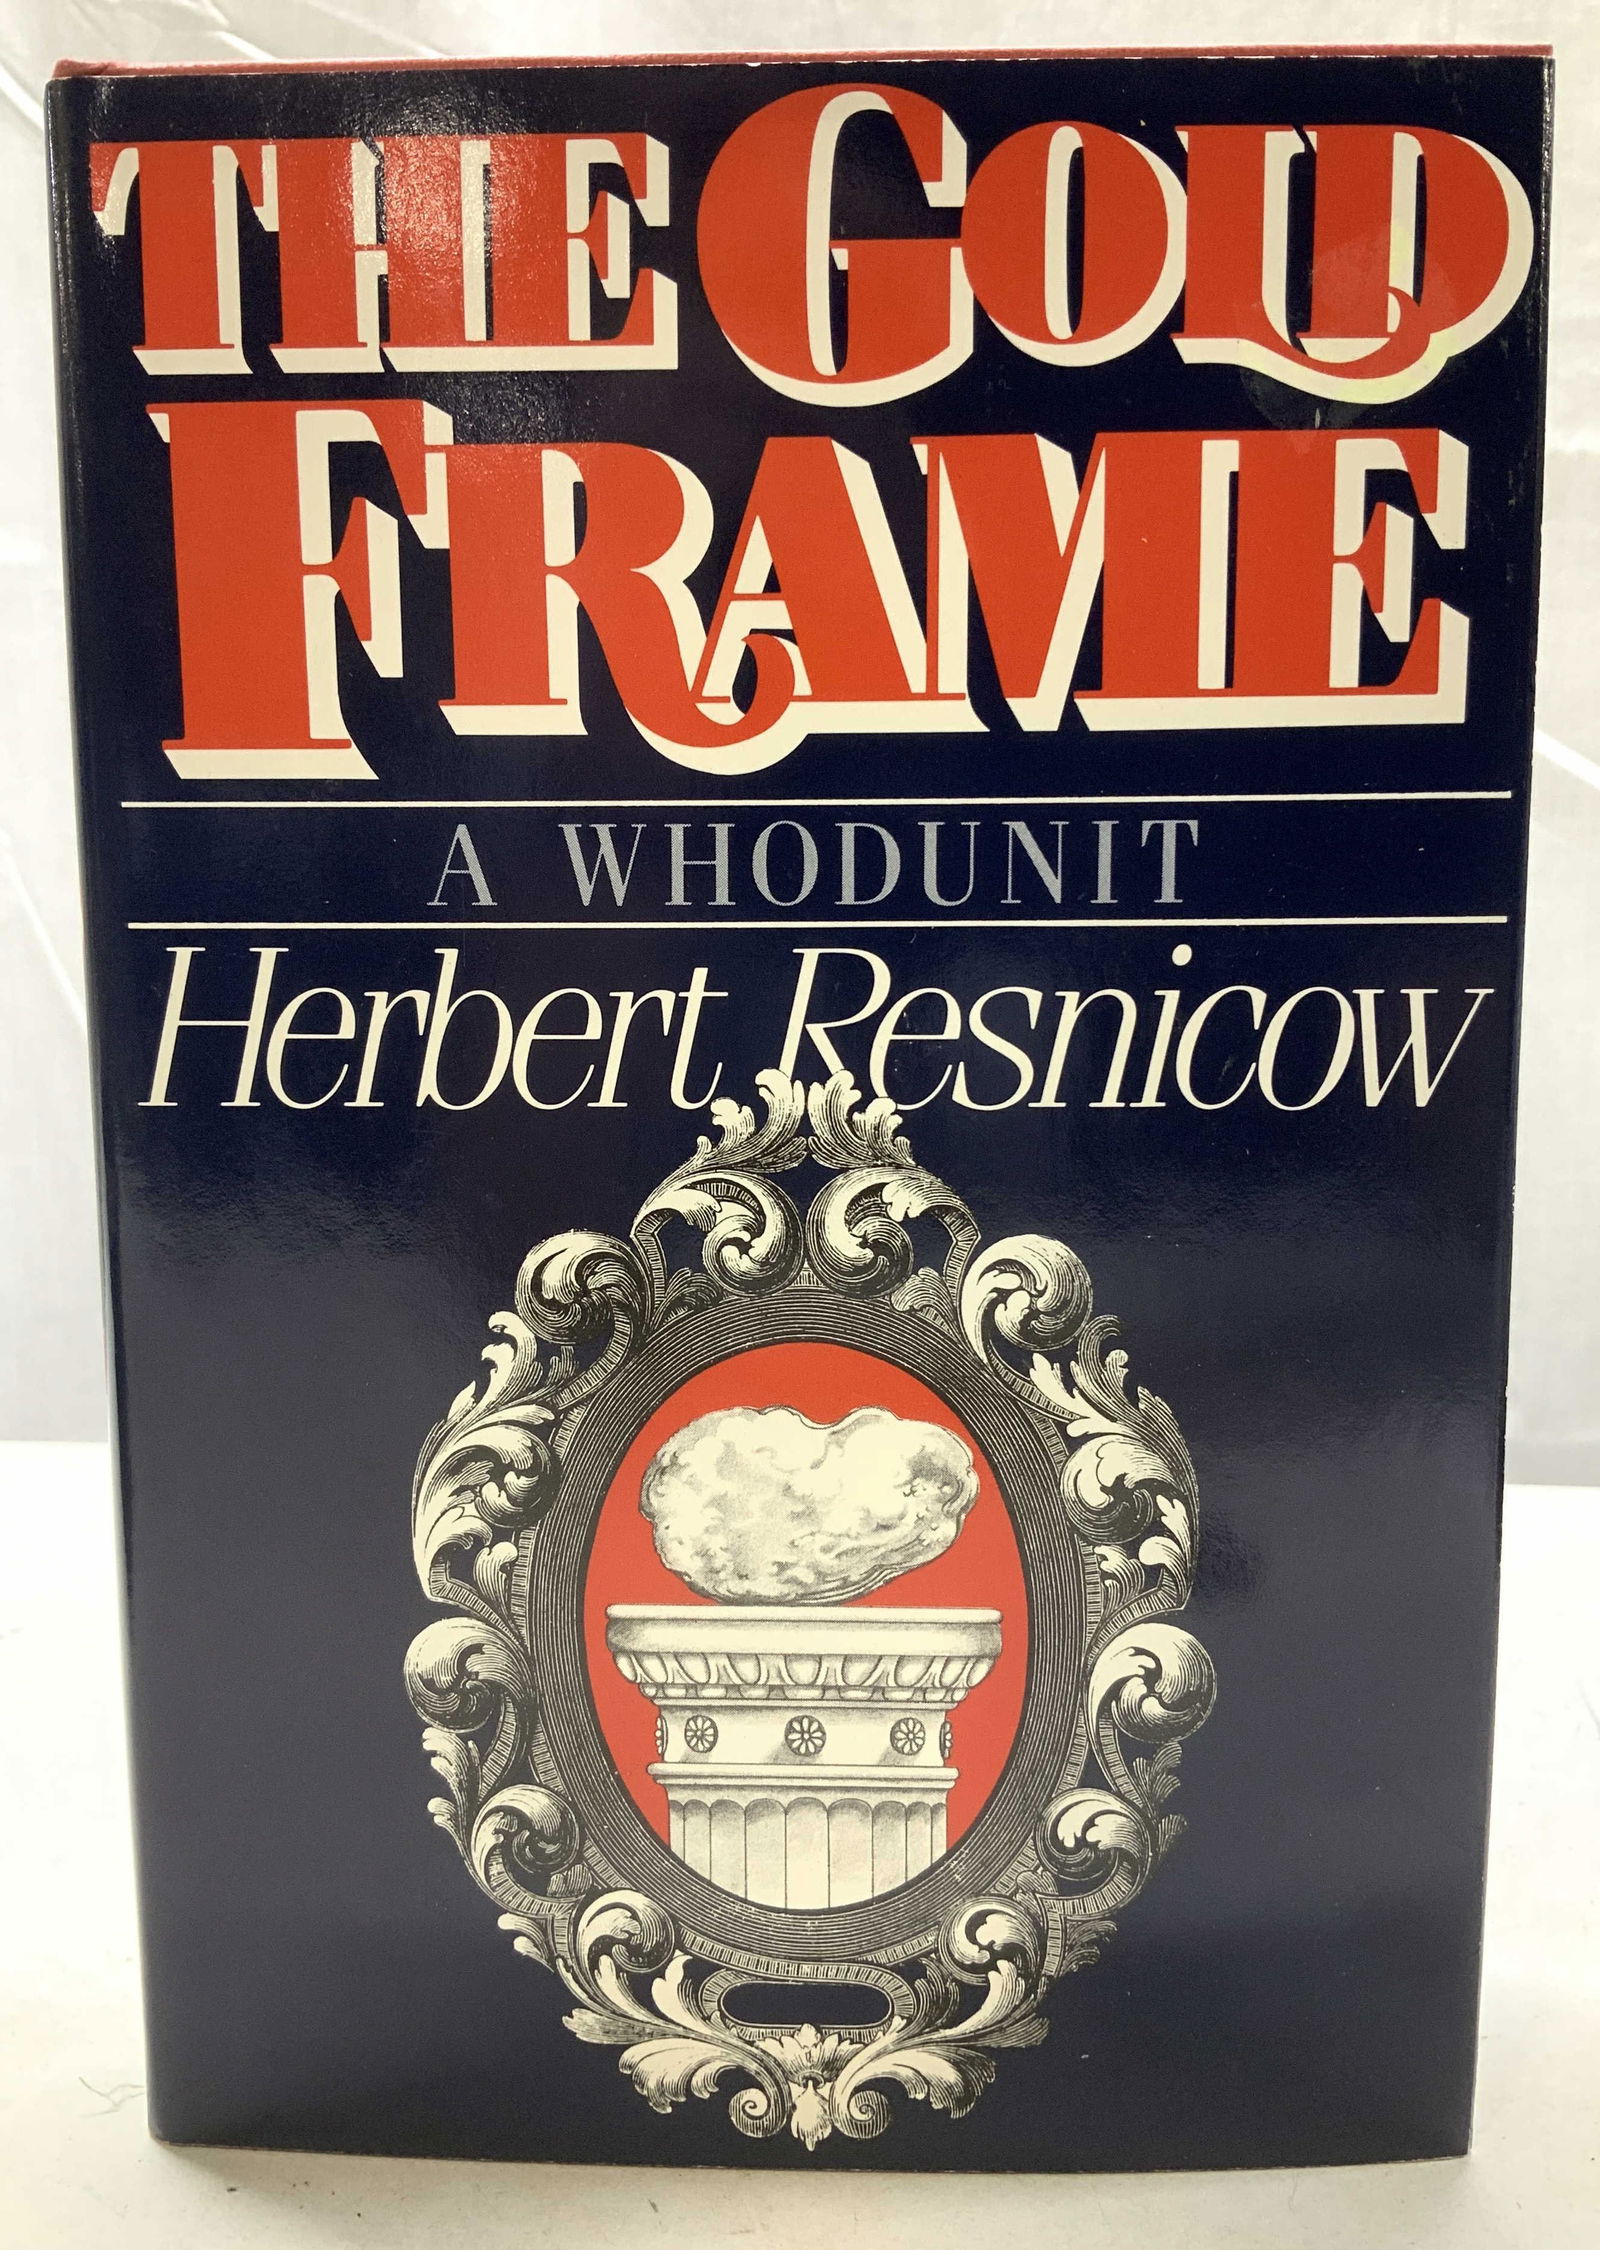 THE GOLD
FRAME
A WHODUNIT
Herbert Resnicow